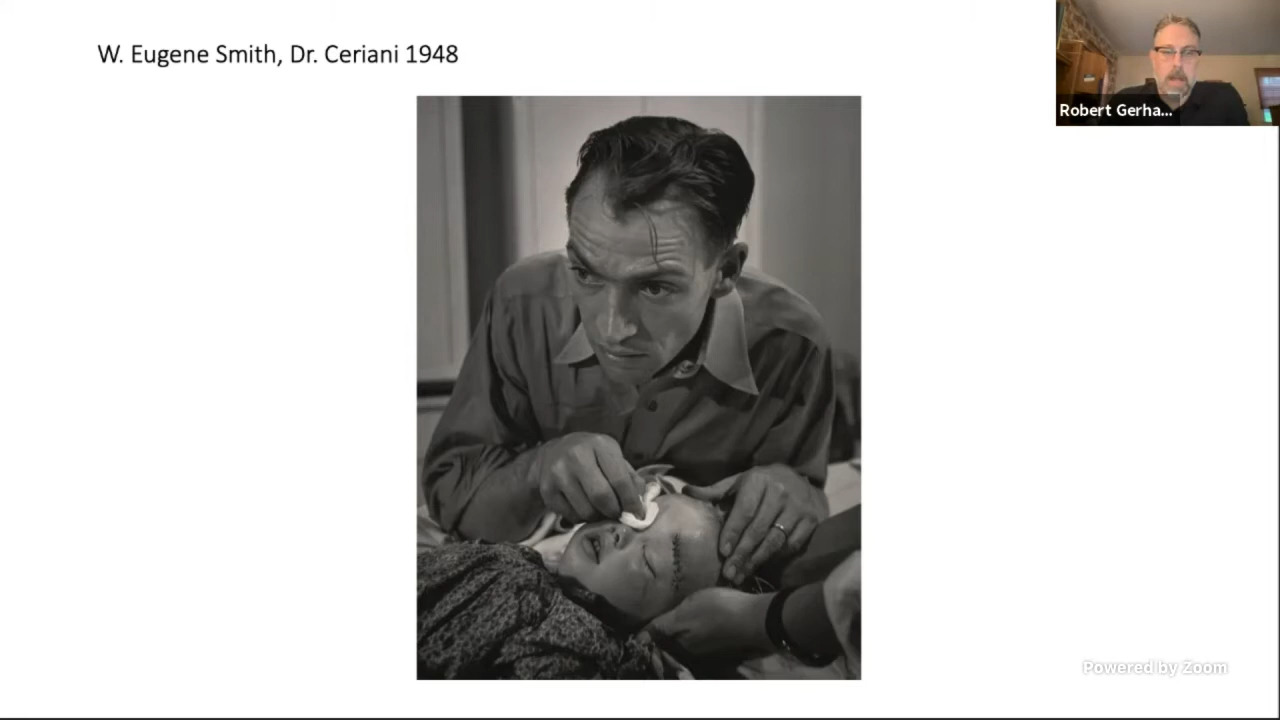 W. Eugene Smith, Dr. Ceriani 1948
Robert Gerha...
Powered by Zoom